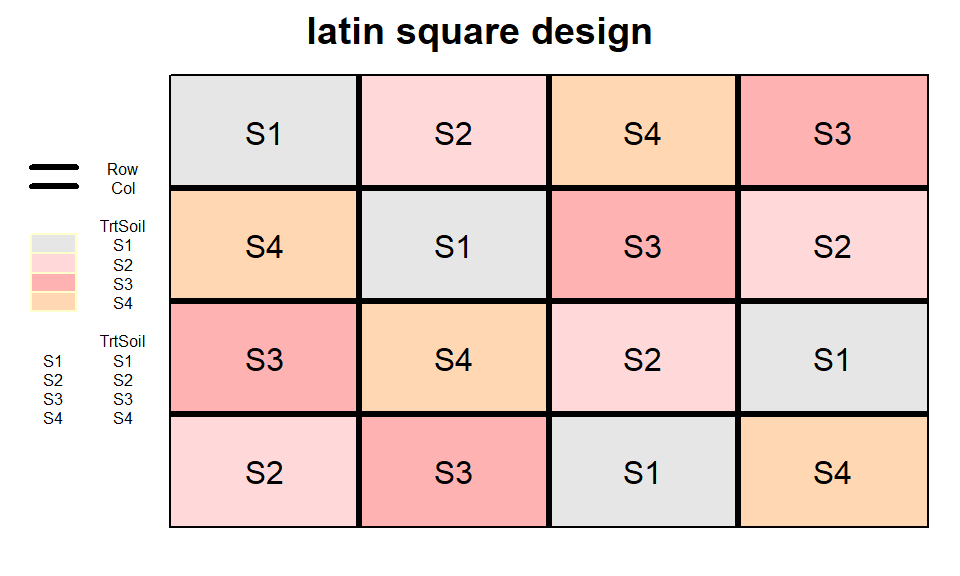 latin square design
Row
Col
TrtSoil
S1
S2
S3
S4
TrtSoil
S1 S1
S2 S2
S3 S3
S4 S4
S1 S2 S4 S3
S4 S1 S3 S2
S3 S4 S2 S1
S2 S3 S1 S4